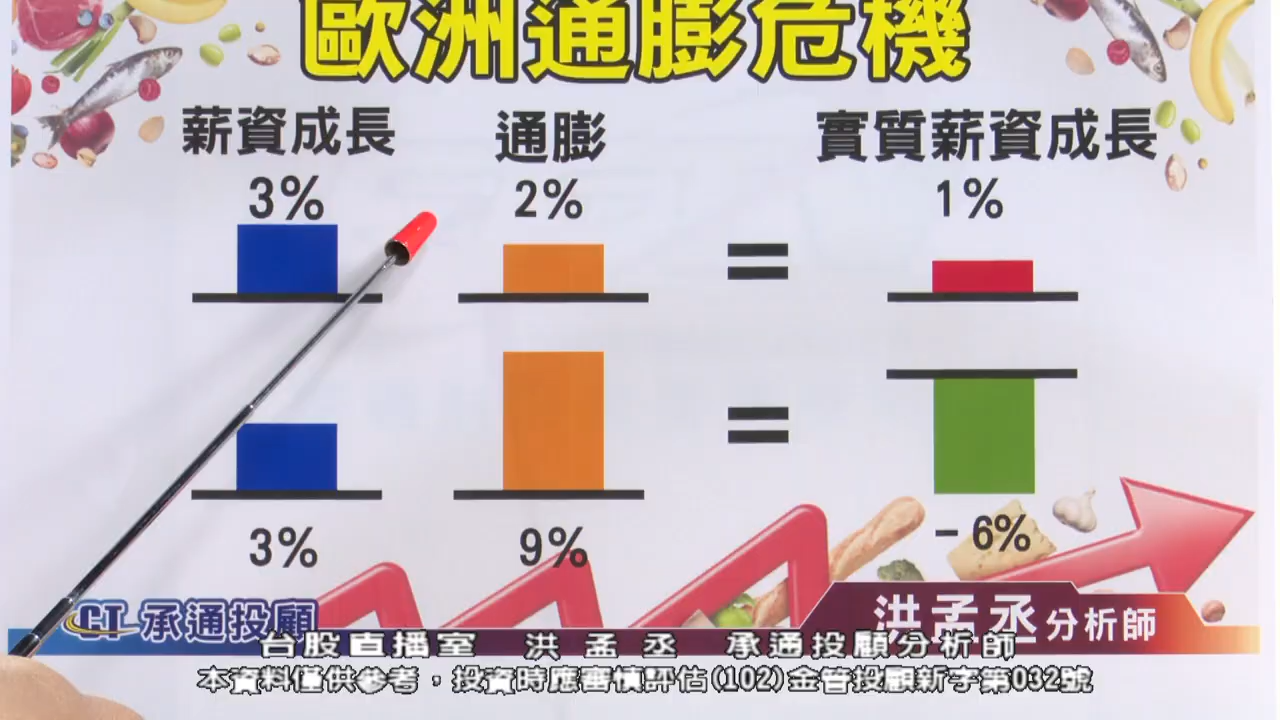 歐洲通膨危機
薪資成長 通膨 實質薪資成長
3% 2% 1%
= =
3% 9% -6%
CT 承通投顧
洪孟丞分析師
台股直播室 洪孟丞 承通投顧分析師
本資料僅供參考，投資時應審慎評估(102)金管投顧新字第032號